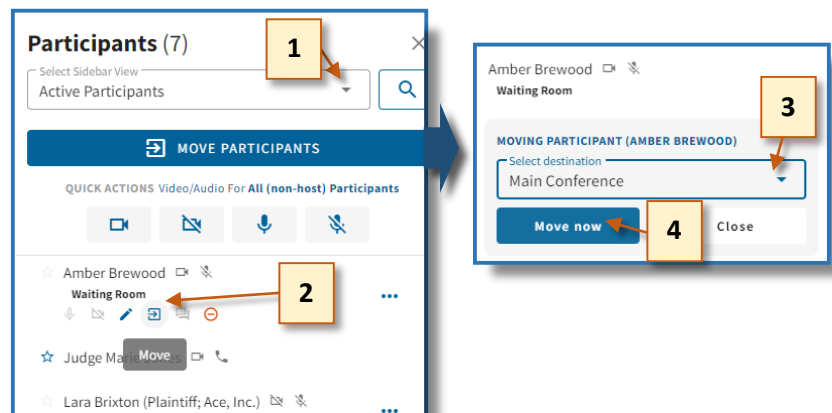 Participants (7)
1
Select Sidebar View
Active Participants
MOVE PARTICIPANTS
QUICK ACTIONS Video/Audio For All (non-host) Participants
Amber Brewood
Waiting Room
2
Move
Judge Marie
Lara Brixton (Plaintiff; Ace, Inc.)
Amber Brewood
Waiting Room
3
MOVING PARTICIPANT (AMBER BREWOOD)
Select destination
Main Conference
Move now
4
Close